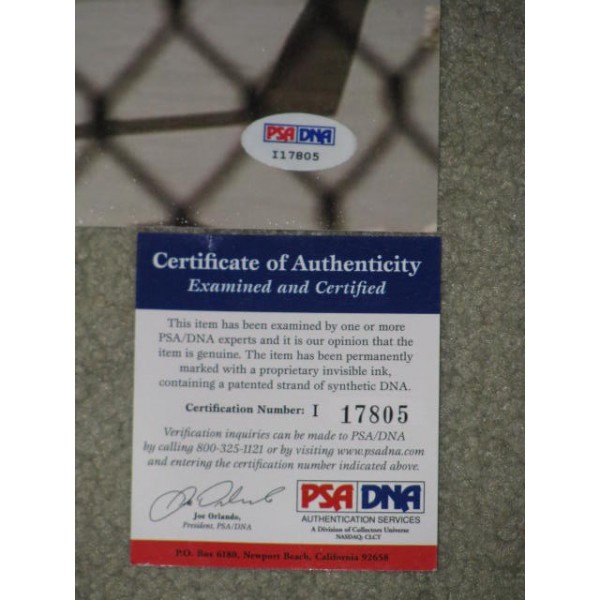 PSA DNA
I17805
Certificate of Authenticity
Examined and Certified
This item has been examined by one or more
PSA/DNA experts and it is our opinion that the
item is genuine. The item has been permanently
marked with a proprietary invisible ink,
containing a patented strand of synthetic DNA.
Certification Number: I 17805
Verification inquiries can be made to PSA/DNA
by calling 800-325-1121 or by visiting www.psadna.com
and entering the certification number indicated above.
Joe Orlando
Joe Orlando,
President, PSA/DNA
PSA DNA
AUTHENTICATION SERVICES
A Division of Collectors Universe
NASDAQ: CLCT
P.O. Box 6180, Newport Beach, California 92658